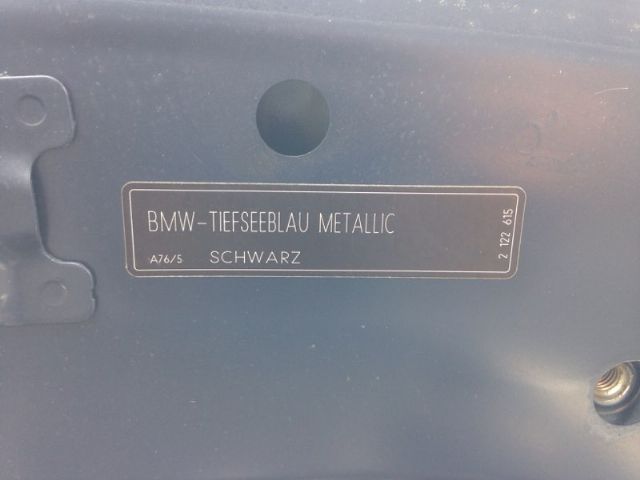 BMW-TIEFSEEBLAU METALLIC
A76/5 SCHWARZ
2 122 615